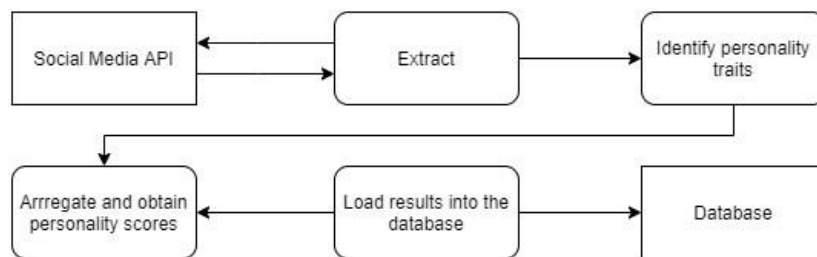 Social Media API
Extract
Identify personality
traits
Arrregate and obtain
personality scores
Load results into the
database
Database